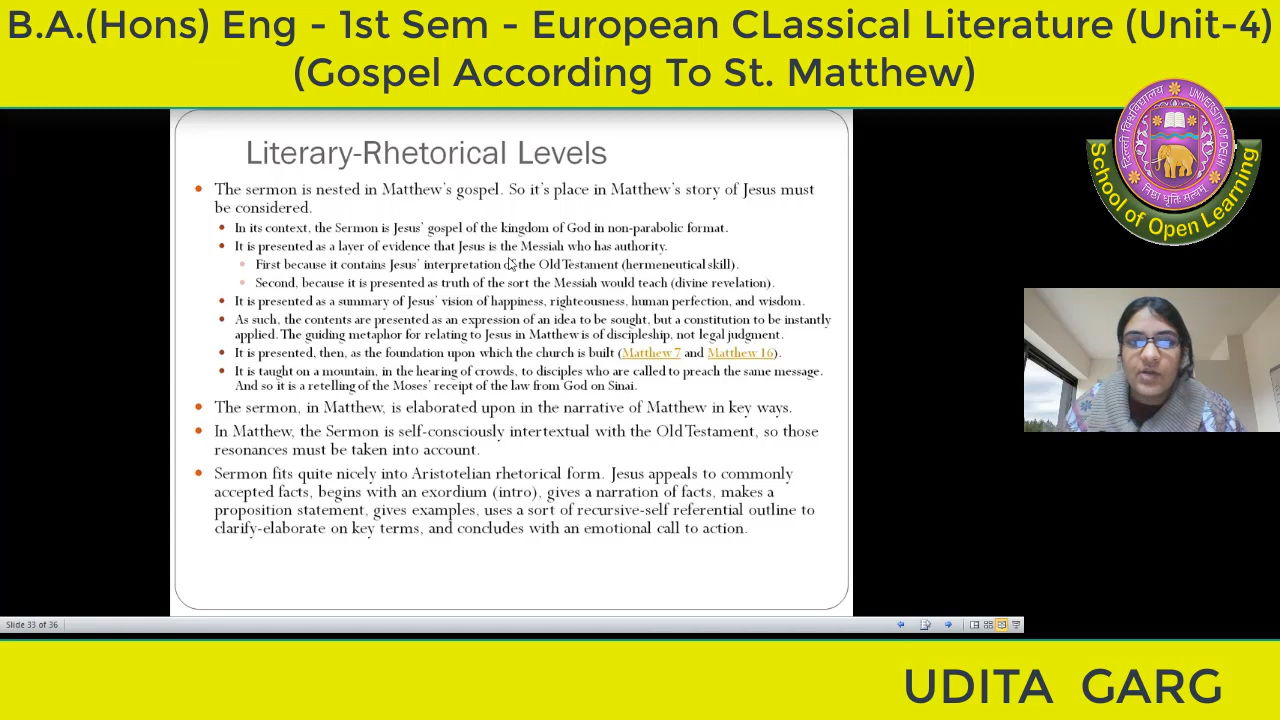 B.A.(Hons) Eng - 1st Sem - European CLassical Literature (Unit-4)
(Gospel According To St. Matthew)
Literary-Rhetorical Levels
The sermon is nested in Matthew's gospel. So it's place in Matthew's story of Jesus must
be considered.
In its context, the Sermon is Jesus' gospel of the kingdom of God in non-parabolic format.
It is presented as a layer of evidence that Jesus is the Messiah who has authority.
First because it contains Jesus' interpretation of the Old Testament (hermeneutical skill).
Second, because it is presented as truth of the sort the Messiah would teach (divine revelation).
It is presented as a summary of Jesus' vision of happiness, righteousness, human perfection, and wisdom.
As such, the contents are presented as an expression of an idea to be sought, but a constitution to be instantly
applied. The guiding metaphor for relating to Jesus in Matthew is of discipleship, not legal judgment.
It is presented, then, as the foundation upon which the church is built (Matthew 7 and Matthew 16).
It is taught on a mountain, in the hearing of crowds, to disciples who are called to preach the same message.
And so it is a retelling of the Moses' receipt of the law from God on Sinai.
The sermon, in Matthew, is elaborated upon in the narrative of Matthew in key ways.
In Matthew, the Sermon is self-consciously intertextual with the Old Testament, so those
resonances must be taken into account.
Sermon fits quite nicely into Aristotelian rhetorical form. Jesus appeals to commonly
accepted facts, begins with an exordium (intro), gives a narration of facts, makes a
proposition statement, gives examples, uses a sort of recursive-self referential outline to
clarify-elaborate on key terms, and concludes with an emotional call to action.
Slide 33 of 36
दिल्ली विश्वविद्यालय
UNIVERSITY OF DELHI
निष्ठा धृति: सत्यम्
School of Open Learning
UDITA GARG